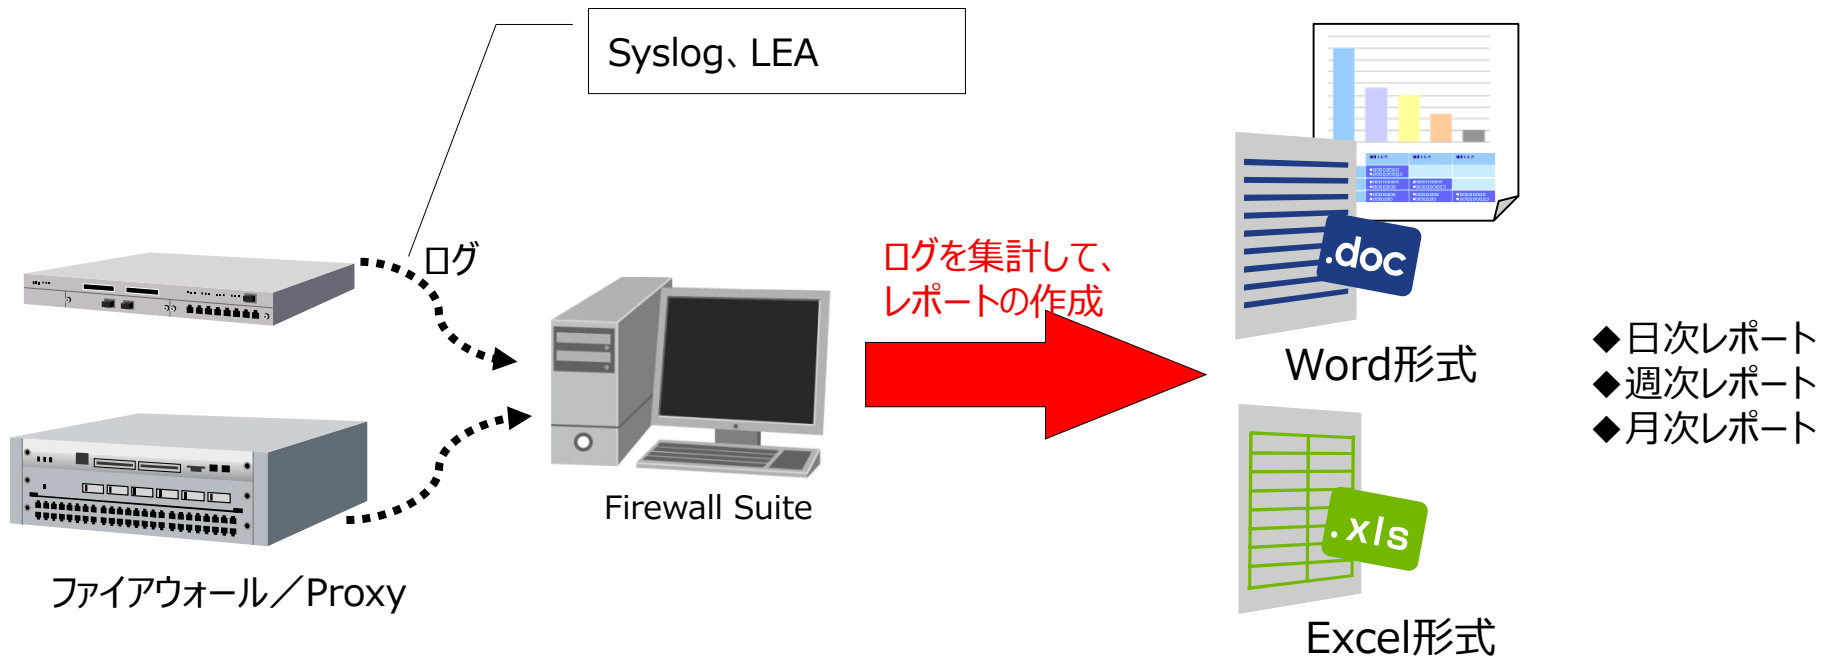 Syslog、LEA
ログ
ログを集計して、
レポートの作成
.doc
Word形式
◆日次レポート
◆週次レポート
◆月次レポート
Firewall Suite
.xls
ファイアウォール／Proxy
Excel形式